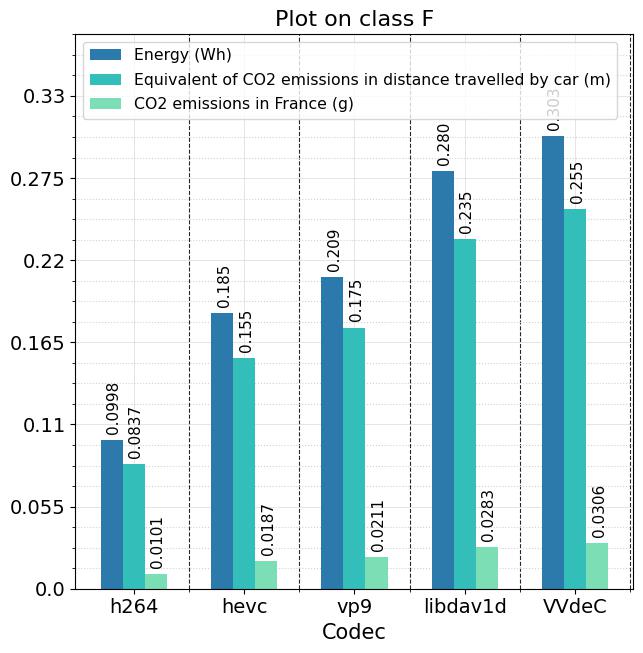 Plot on class F
Energy (Wh)
Equivalent of CO2 emissions in distance travelled by car (m)
CO2 emissions in France (g)
0.33
0.275
0.22
0.165
0.11
0.055
0.0
0.0998
0.0837
0.0101
0.185
0.155
0.0187
0.209
0.175
0.0211
0.280
0.235
0.0283
0.303
0.255
0.0306
h264
hevc
vp9
libdav1d
VVdeC
Codec